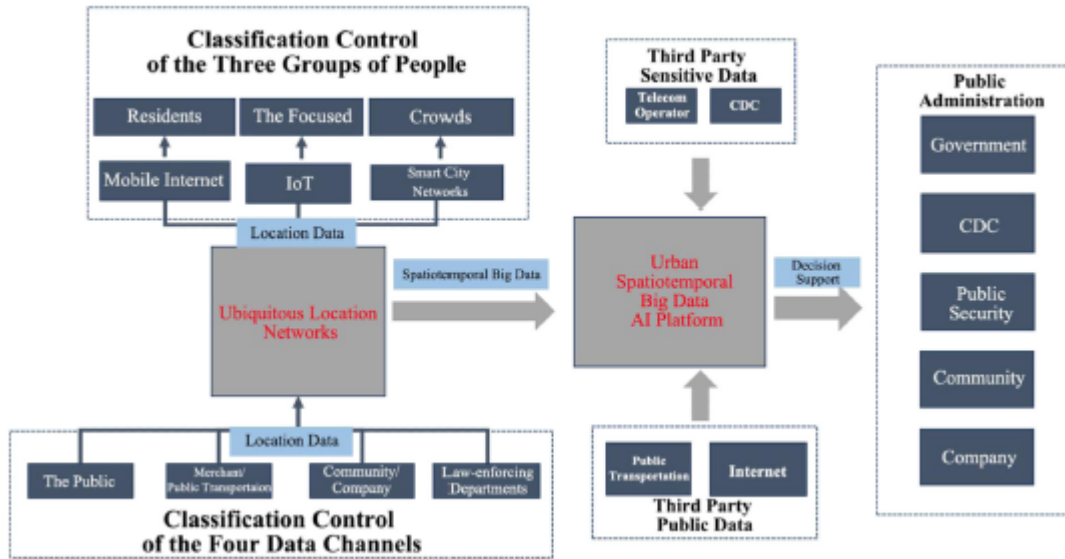 Classification Control
of the Three Groups of People
Residents
The Focused
Crowds
Mobile Internet
IoT
Smart City
Networks
Location Data
Ubiquitous Location
Networks
Spatiotemporal Big Data
Location Data
The Public
Merchant/
Public Transportaion
Community/
Company
Law-enforcing
Departments
Classification Control
of the Four Data Channels
Third Party
Sensitive Data
Telecom
Operator
CDC
Urban
Spatiotemporal
Big Data
AI Platform
Decision
Support
Public
Transportation
Internet
Third Party
Public Data
Public
Administration
Government
CDC
Public
Security
Community
Company